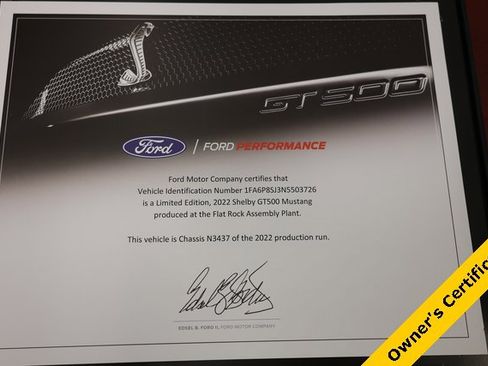 GT500
Ford | FORD PERFORMANCE
Ford Motor Company certifies that
Vehicle Identification Number 1FA6P8SJ3N5503726
is a Limited Edition, 2022 Shelby GT500 Mustang
produced at the Flat Rock Assembly Plant.
This vehicle is Chassis N3437 of the 2022 production run.
EDSEL B. FORD II, FORD MOTOR COMPANY
Owner's Certific